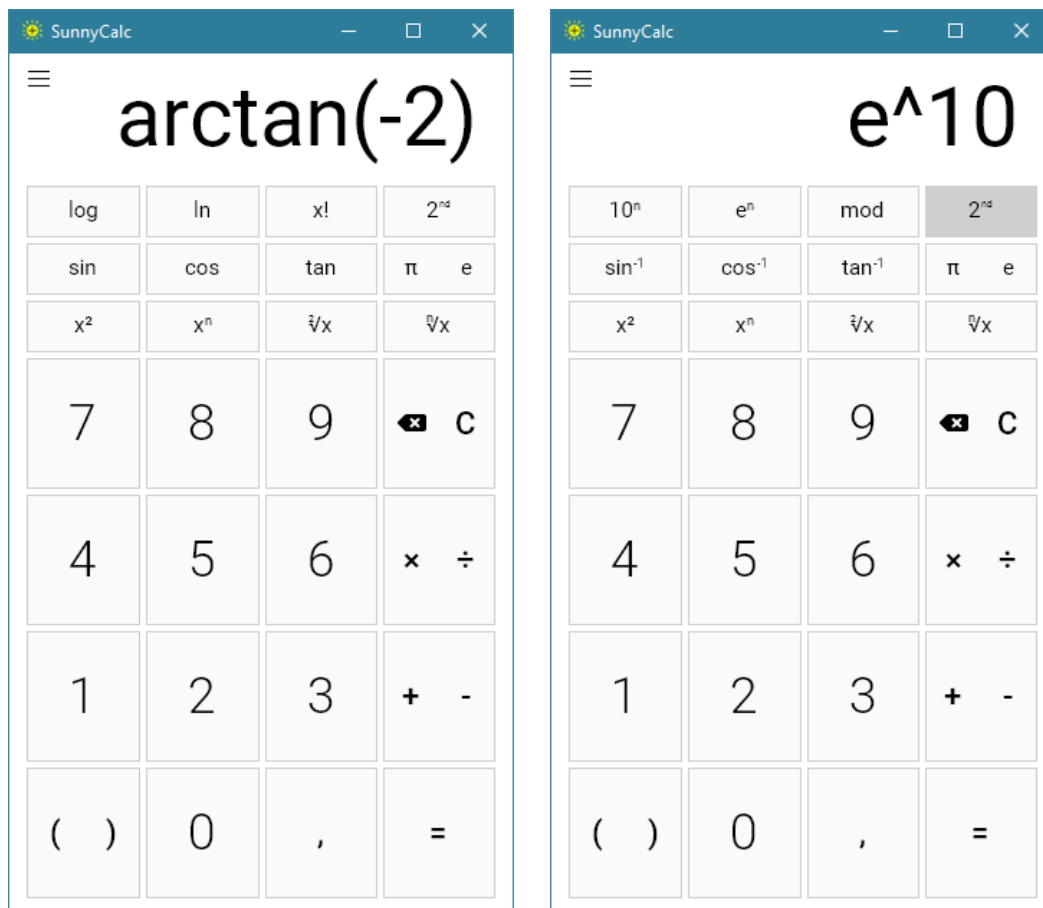 SunnyCalc
arctan(-2)
log ln x! 2ⁿᵈ
sin cos tan π e
x² xⁿ ²√x ⁿ√x
7 8 9 C
4 5 6 × ÷
1 2 3 + -
( ) 0 , =
SunnyCalc
e^10
10ⁿ eⁿ mod 2ⁿᵈ
sin⁻¹ cos⁻¹ tan⁻¹ π e
x² xⁿ ²√x ⁿ√x
7 8 9 C
4 5 6 × ÷
1 2 3 + -
( ) 0 , =